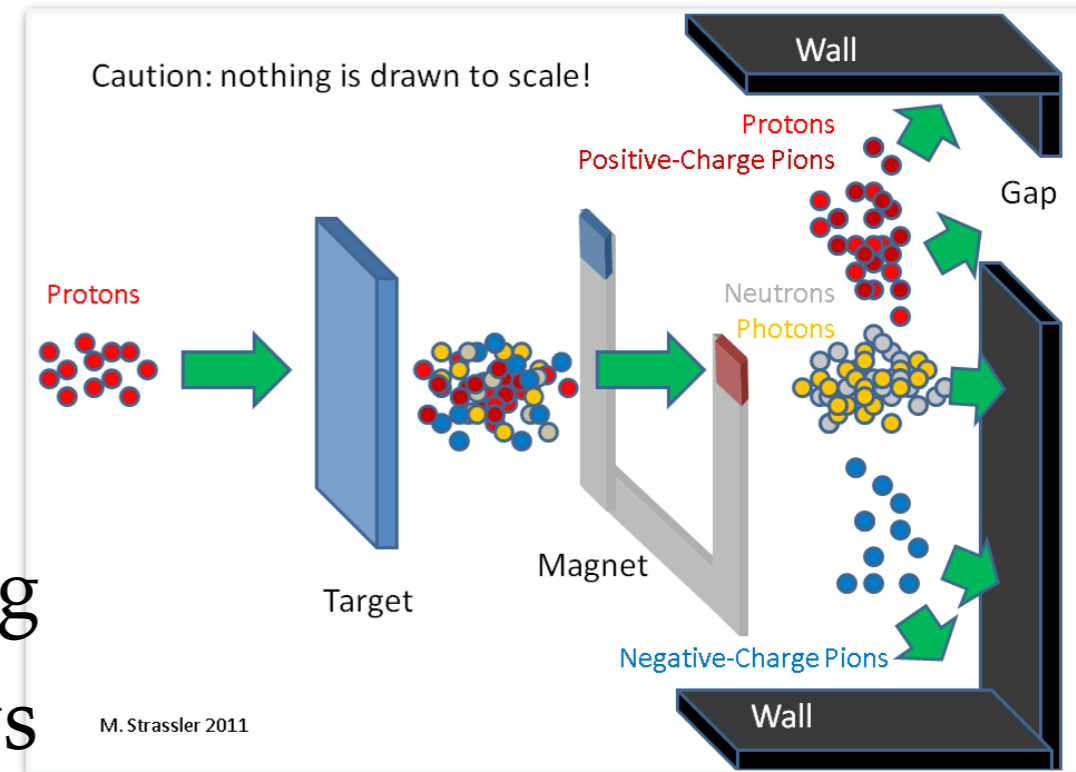 Caution: nothing is drawn to scale!
Wall
Protons
Positive-Charge Pions
Gap
Protons
Neutrons
Photons
Magnet
Target
Negative-Charge Pions
Wall
M. Strassler 2011